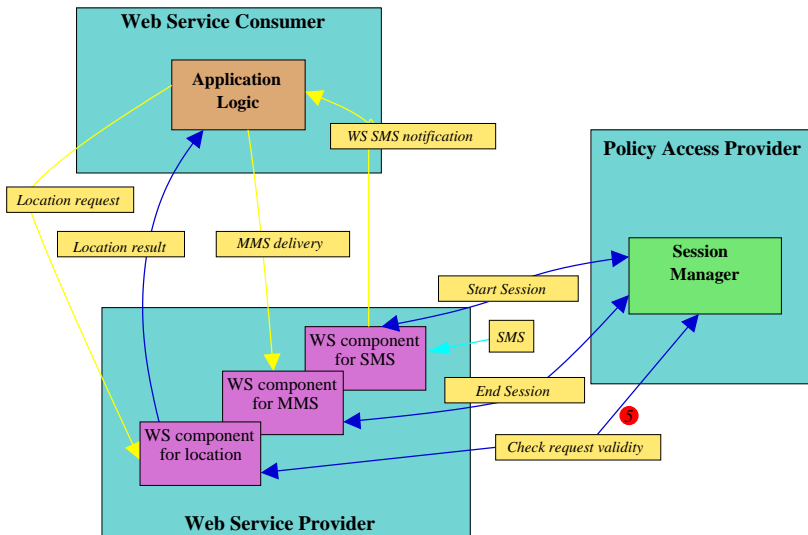 Web Service Consumer
Application
Logic
WS SMS notification
Policy Access Provider
Location request
Location result
MMS delivery
Session
Manager
Start Session
SMS
WS component
for SMS
WS component
for MMS
End Session
5
WS component
for location
Check request validity
Web Service Provider